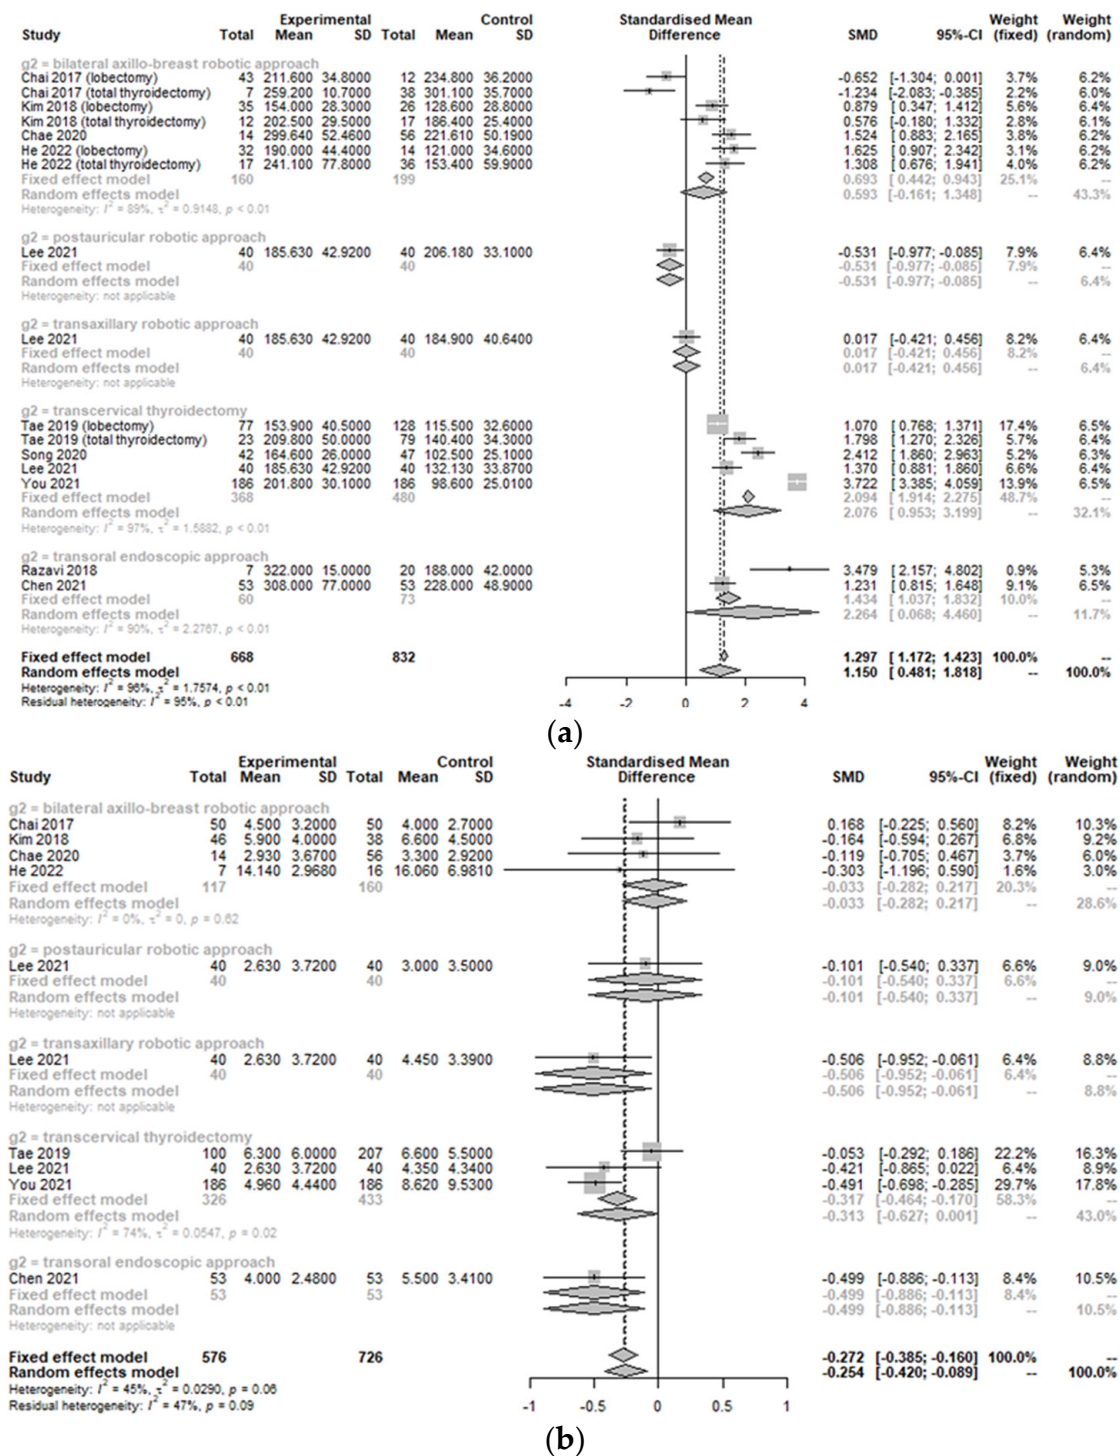 Experimental Control Standardised Mean Weight Weight
Study Total Mean SD Total Mean SD Difference SMD 95%-CI (fixed) (random)
g2 = bilateral axillo-breast robotic approach
Chai 2017 (lobectomy) 43 211.600 34.8000 12 234.800 36.2000 -0.652 [-1.304; 0.001] 3.7% 6.2%
Chai 2017 (total thyroidectomy) 7 259.200 10.7000 38 301.100 35.7000 -1.234 [-2.083; -0.385] 2.2% 6.0%
Kim 2018 (lobectomy) 35 154.000 28.3000 26 128.600 28.8000 0.879 [0.347; 1.412] 5.6% 6.4%
Kim 2018 (total thyroidectomy) 12 202.500 29.5000 17 186.400 25.4000 0.576 [-0.180; 1.332] 2.8% 6.1%
Chae 2020 14 299.640 52.4600 56 221.610 50.1900 1.524 [0.883; 2.165] 3.8% 6.2%
He 2022 (lobectomy) 32 190.000 44.4000 14 121.000 34.6000 1.625 [0.907; 2.342] 3.1% 6.2%
He 2022 (total thyroidectomy) 17 241.100 77.8000 36 153.400 59.9000 1.308 [0.676; 1.941] 4.0% 6.2%
Fixed effect model 160 199 0.693 [0.442; 0.943] 25.1% --
Random effects model 0.593 [-0.161; 1.348] -- 43.3%
Heterogeneity: I² = 89%, τ² = 0.9148, p < 0.01
g2 = postauricular robotic approach
Lee 2021 40 185.630 42.9200 40 206.180 33.1000 -0.531 [-0.977; -0.085] 7.9% 6.4%
Fixed effect model 40 40 -0.531 [-0.977; -0.085] 7.9% --
Random effects model -0.531 [-0.977; -0.085] -- 6.4%
Heterogeneity: not applicable
g2 = transaxillary robotic approach
Lee 2021 40 185.630 42.9200 40 184.900 40.6400 0.017 [-0.421; 0.456] 8.2% 6.4%
Fixed effect model 40 40 0.017 [-0.421; 0.456] 8.2% --
Random effects model 0.017 [-0.421; 0.456] -- 6.4%
Heterogeneity: not applicable
g2 = transcervical thyroidectomy
Tae 2019 (lobectomy) 77 153.900 40.5000 128 115.500 32.6000 1.070 [0.768; 1.371] 17.4% 6.5%
Tae 2019 (total thyroidectomy) 23 209.800 50.0000 79 140.400 34.3000 1.798 [1.270; 2.326] 5.7% 6.4%
Song 2020 42 164.600 26.0000 47 102.500 25.1000 2.412 [1.860; 2.963] 5.2% 6.3%
Lee 2021 40 185.630 42.9200 40 132.130 33.8700 1.370 [0.881; 1.860] 6.6% 6.4%
You 2021 186 201.800 30.1000 186 98.600 25.0100 3.722 [3.385; 4.059] 13.9% 6.5%
Fixed effect model 368 480 2.094 [1.914; 2.275] 48.7% --
Random effects model 2.076 [0.953; 3.199] -- 32.1%
Heterogeneity: I² = 97%, τ² = 1.5882, p < 0.01
g2 = transoral endoscopic approach
Razavi 2018 7 322.000 15.0000 20 188.000 42.0000 3.479 [2.157; 4.802] 0.9% 5.3%
Chen 2021 53 308.000 77.0000 53 228.000 48.9000 1.231 [0.815; 1.648] 9.1% 6.5%
Fixed effect model 60 73 1.434 [1.037; 1.832] 10.0% --
Random effects model 2.264 [0.068; 4.460] -- 11.7%
Heterogeneity: I² = 90%, τ² = 2.2767, p < 0.01
Fixed effect model 668 832 1.297 [1.172; 1.423] 100.0% --
Random effects model 1.150 [0.481; 1.818] -- 100.0%
Heterogeneity: I² = 96%, τ² = 1.7574, p < 0.01
Residual heterogeneity: I² = 95%, p < 0.01
-4 -2 0 2 4
(a)
Experimental Control Standardised Mean Weight Weight
Study Total Mean SD Total Mean SD Difference SMD 95%-CI (fixed) (random)
g2 = bilateral axillo-breast robotic approach
Chai 2017 50 4.500 3.2000 50 4.000 2.7000 0.168 [-0.225; 0.560] 8.2% 10.3%
Kim 2018 46 5.900 4.0000 38 6.600 4.5000 -0.164 [-0.594; 0.267] 6.8% 9.2%
Chae 2020 14 2.930 3.6700 56 3.300 2.9200 -0.119 [-0.705; 0.467] 3.7% 6.0%
He 2022 7 14.140 2.9680 16 16.060 6.9810 -0.303 [-1.196; 0.590] 1.6% 3.0%
Fixed effect model 117 160 -0.033 [-0.282; 0.217] 20.3% --
Random effects model -0.033 [-0.282; 0.217] -- 28.6%
Heterogeneity: I² = 0%, τ² = 0, p = 0.62
g2 = postauricular robotic approach
Lee 2021 40 2.630 3.7200 40 3.000 3.5000 -0.101 [-0.540; 0.337] 6.6% 9.0%
Fixed effect model 40 40 -0.101 [-0.540; 0.337] 6.6% --
Random effects model -0.101 [-0.540; 0.337] -- 9.0%
Heterogeneity: not applicable
g2 = transaxillary robotic approach
Lee 2021 40 2.630 3.7200 40 4.450 3.3900 -0.506 [-0.952; -0.061] 6.4% 8.8%
Fixed effect model 40 40 -0.506 [-0.952; -0.061] 6.4% --
Random effects model -0.506 [-0.952; -0.061] -- 8.8%
Heterogeneity: not applicable
g2 = transcervical thyroidectomy
Tae 2019 100 6.300 6.0000 207 6.600 5.5000 -0.053 [-0.292; 0.186] 22.2% 16.3%
Lee 2021 40 2.630 3.7200 40 4.350 4.3400 -0.421 [-0.865; 0.022] 6.4% 8.9%
You 2021 186 4.960 4.4400 186 8.620 9.5300 -0.491 [-0.698; -0.285] 29.7% 17.8%
Fixed effect model 326 433 -0.317 [-0.464; -0.170] 58.3% --
Random effects model -0.313 [-0.627; 0.001] -- 43.0%
Heterogeneity: I² = 74%, τ² = 0.0547, p = 0.02
g2 = transoral endoscopic approach
Chen 2021 53 4.000 2.4800 53 5.500 3.4100 -0.499 [-0.886; -0.113] 8.4% 10.5%
Fixed effect model 53 53 -0.499 [-0.886; -0.113] 8.4% --
Random effects model -0.499 [-0.886; -0.113] -- 10.5%
Heterogeneity: not applicable
Fixed effect model 576 726 -0.272 [-0.385; -0.160] 100.0% --
Random effects model -0.254 [-0.420; -0.089] -- 100.0%
Heterogeneity: I² = 45%, τ² = 0.0290, p = 0.06
Residual heterogeneity: I² = 47%, p = 0.09
-1 -0.5 0 0.5 1
(b)